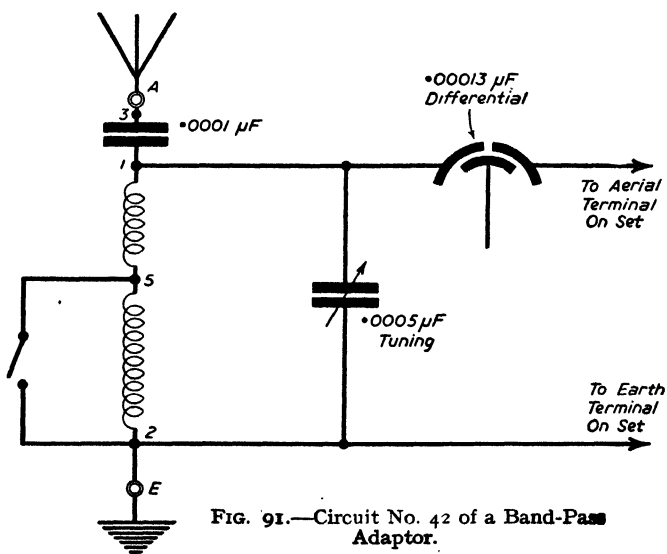 A
3
·0001 µF
·00013 µF
Differential
1
To Aerial
Terminal
On Set
5
·0005 µF
Tuning
To Earth
Terminal
On Set
2
E
FIG. 91.—Circuit No. 42 of a Band-Pass
Adaptor.